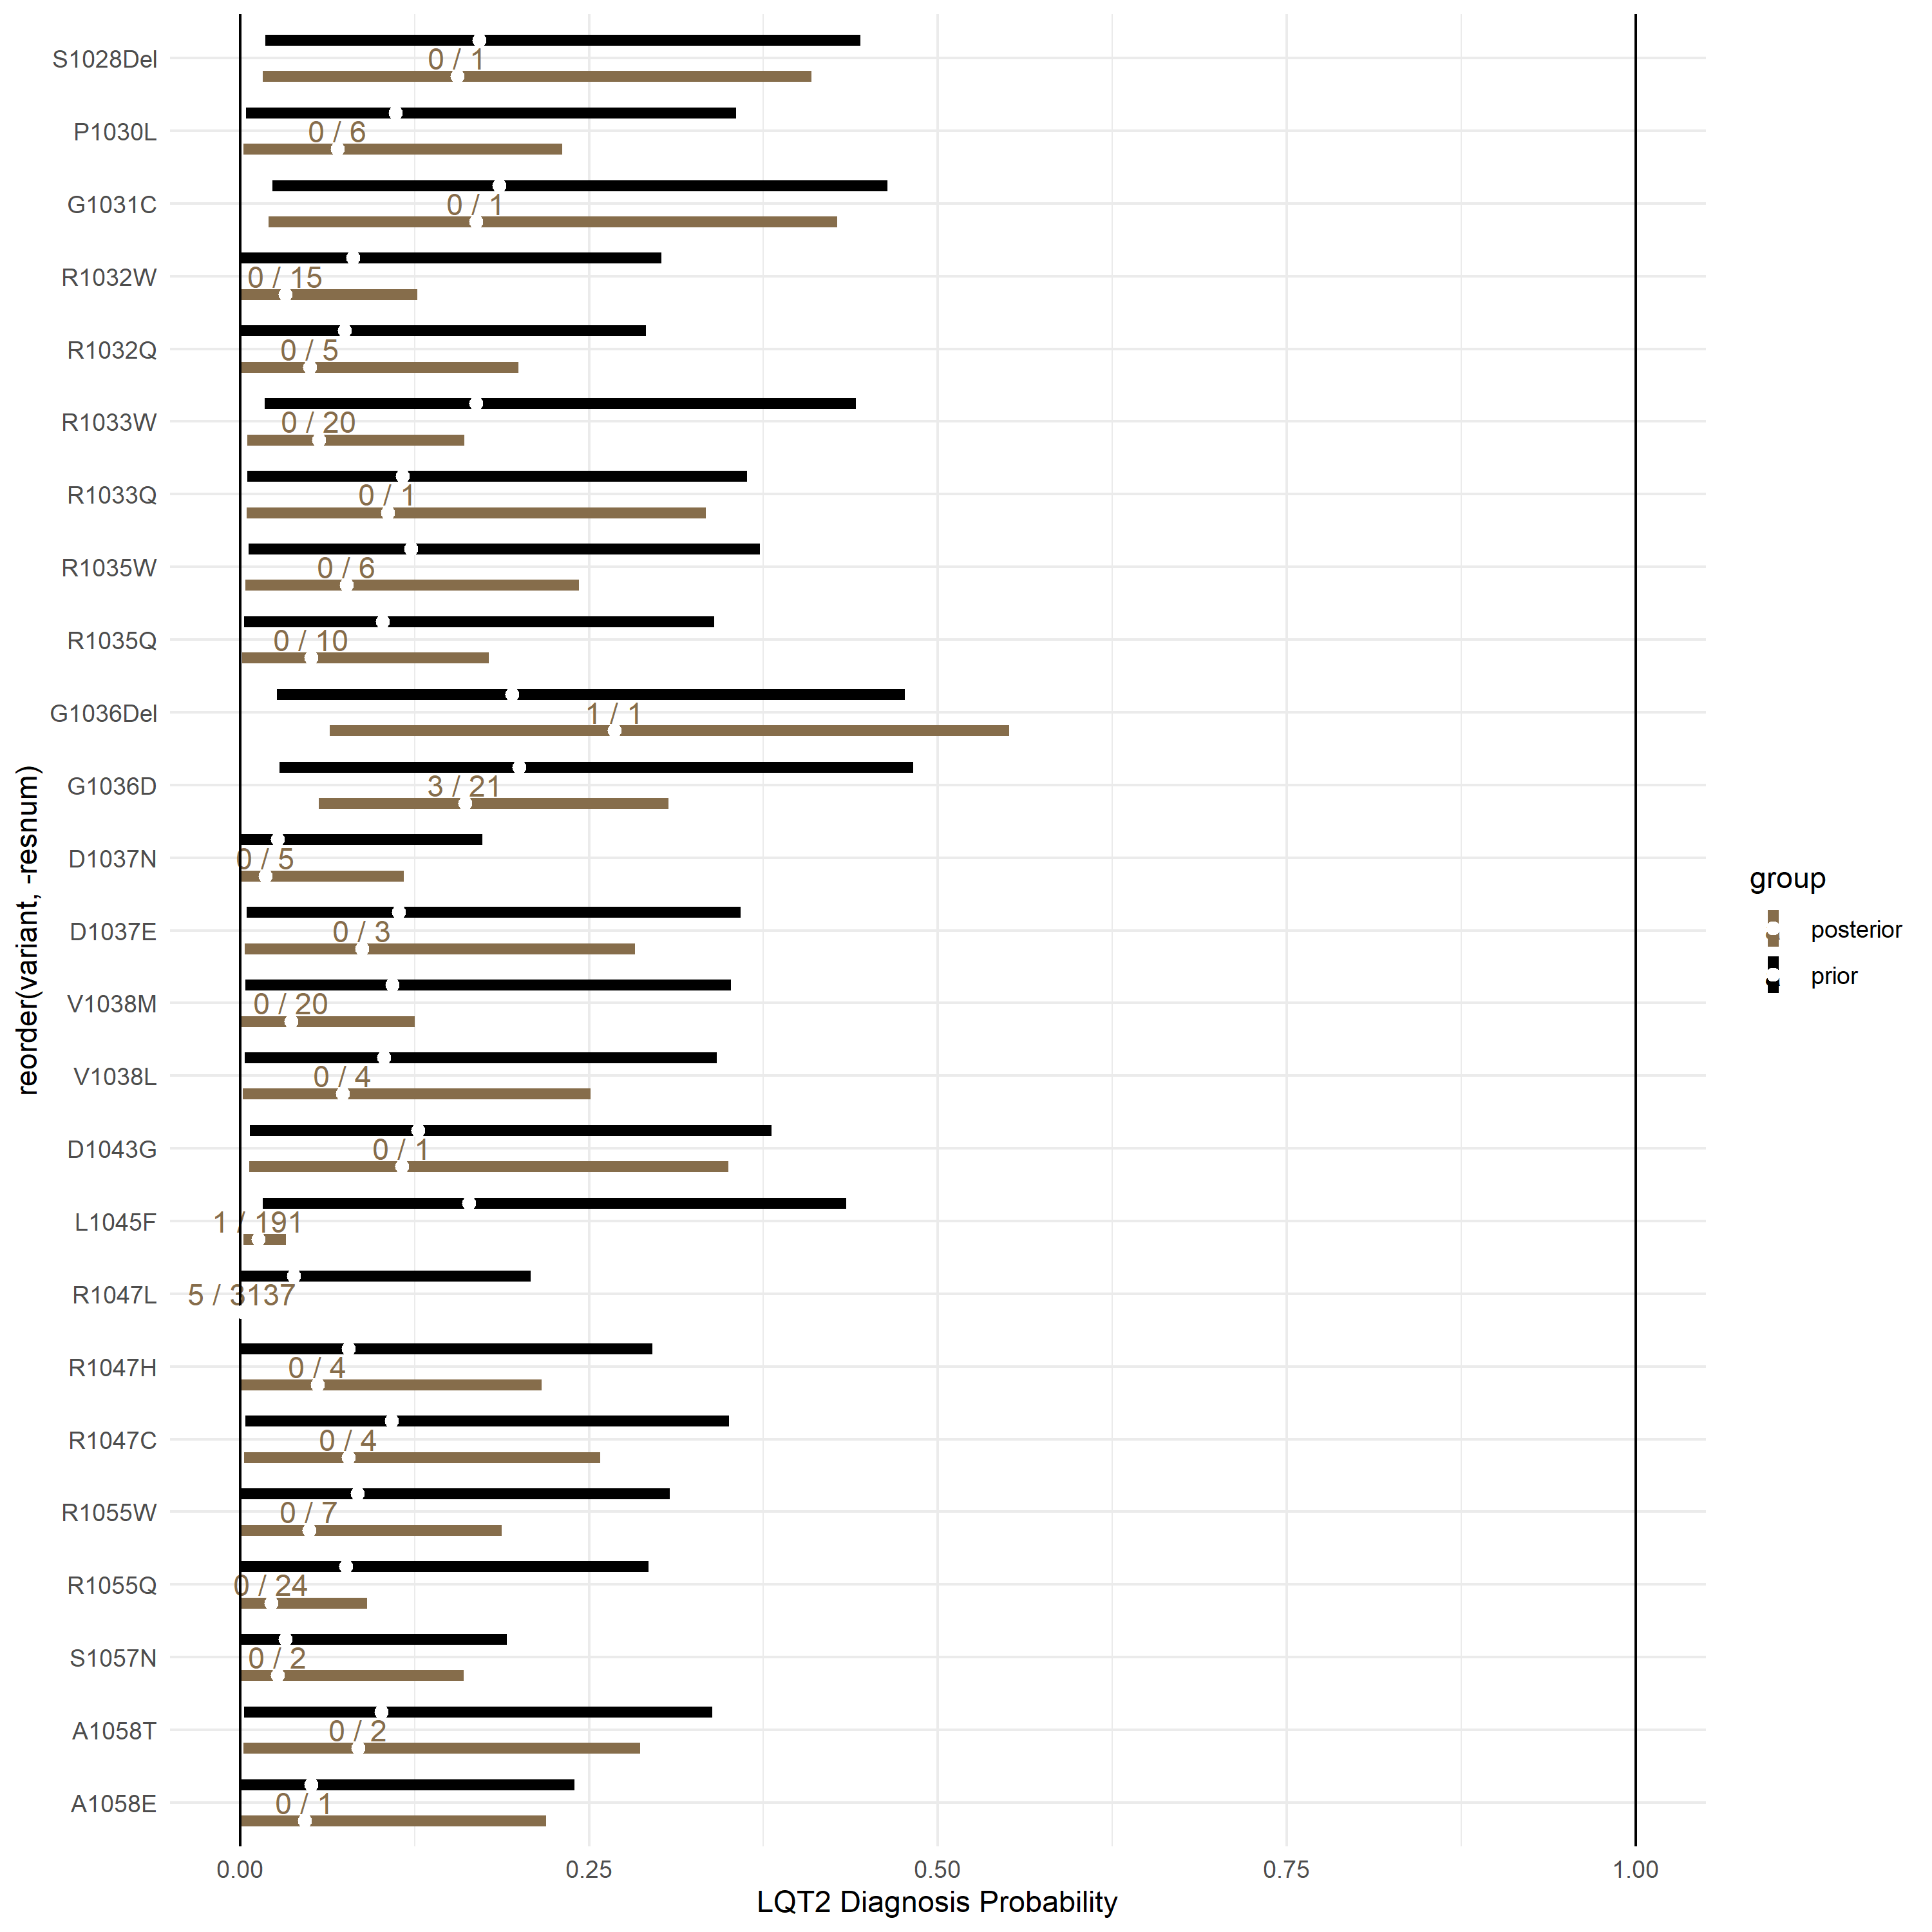 S1028Del
0 / 1
P1030L
0 / 6
G1031C
0 / 1
R1032W
0 / 15
R1032Q
0 / 5
R1033W
0 / 20
R1033Q
0 / 1
R1035W
0 / 6
R1035Q
0 / 10
G1036Del
1 / 1
G1036D
3 / 21
D1037N
0 / 5
D1037E
0 / 3
V1038M
0 / 20
V1038L
0 / 4
D1043G
0 / 1
L1045F
1 / 191
R1047L
5 / 3137
R1047H
0 / 4
R1047C
0 / 4
R1055W
0 / 7
R1055Q
0 / 24
S1057N
0 / 2
A1058T
0 / 2
A1058E
0 / 1
reorder(variant, -resnum)
0.00 0.25 0.50 0.75 1.00
LQT2 Diagnosis Probability
group
posterior
prior